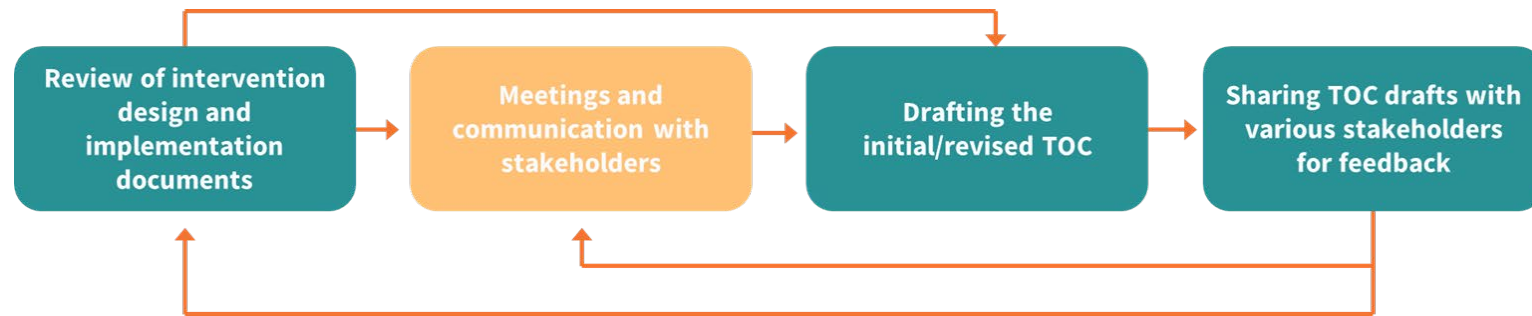 Review of intervention
design and
implementation
documents
Meetings and
communication with
stakeholders
Drafting the
initial/revised TOC
Sharing TOC drafts with
various stakeholders
for feedback